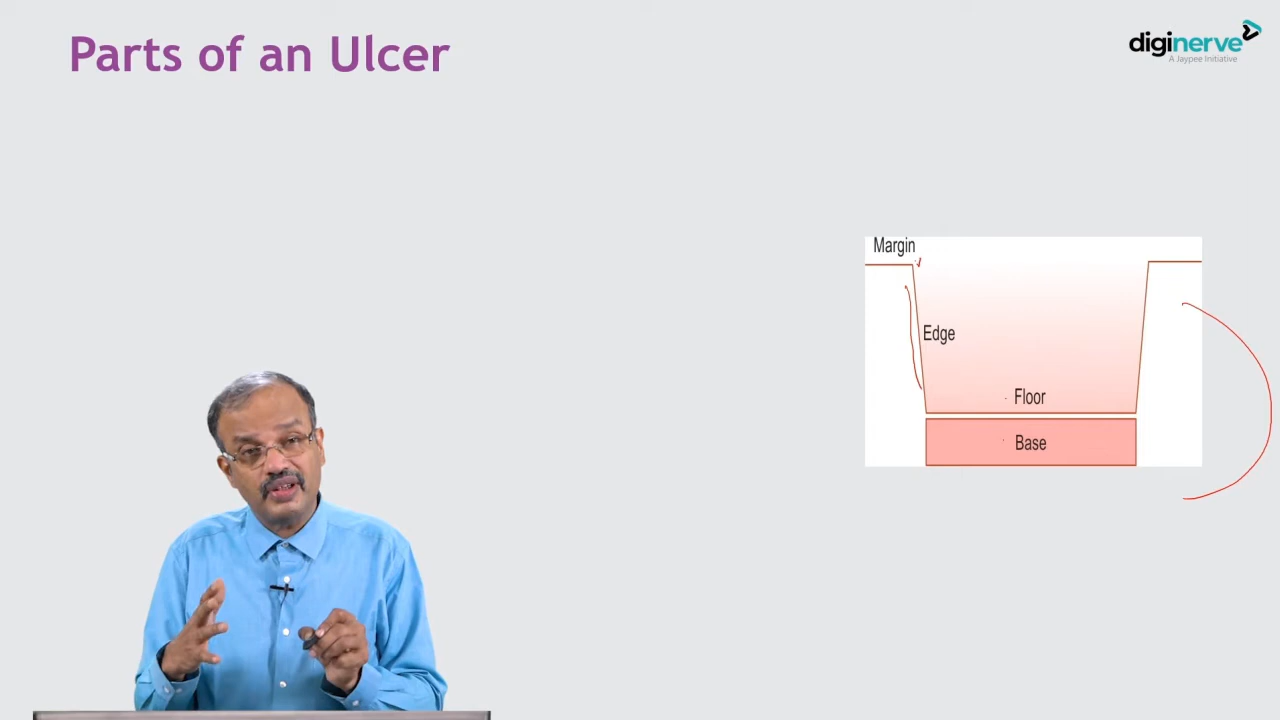 Parts of an Ulcer
diginerve
A Jaypee Initiative
Margin
Edge
Floor
Base